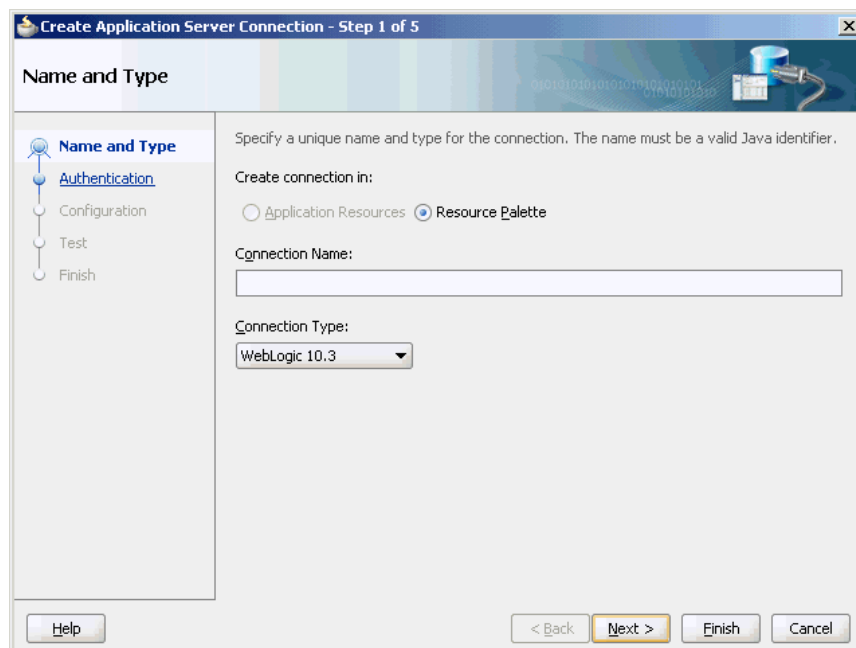 Create Application Server Connection - Step 1 of 5
Name and Type
Name and Type
Authentication
Configuration
Test
Finish
Specify a unique name and type for the connection. The name must be a valid Java identifier.
Create connection in:
Application Resources Resource Palette
Connection Name:
Connection Type:
WebLogic 10.3
Help < Back Next > Finish Cancel